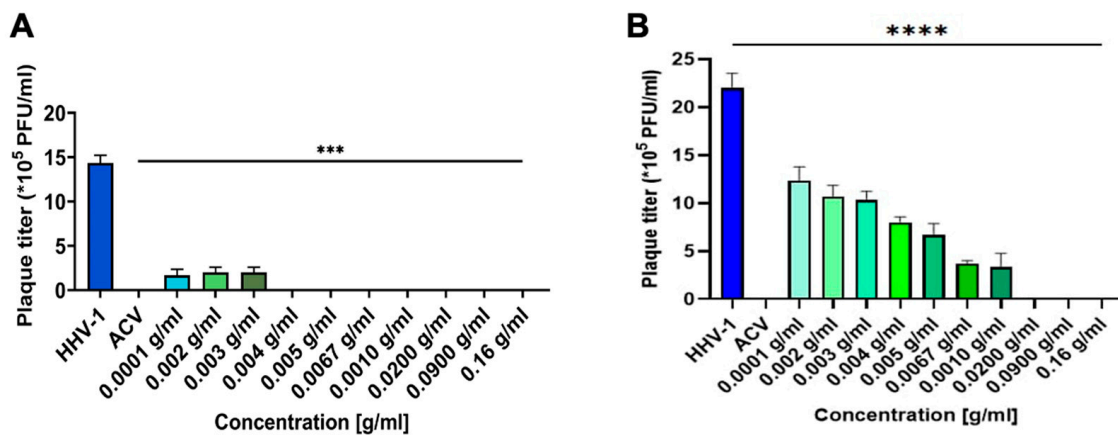 A
Plaque titer (*10⁵ PFU/ml)
20
15
10
5
0
***
HHV-1
ACV
0.0001 g/ml
0.002 g/ml
0.003 g/ml
0.004 g/ml
0.005 g/ml
0.0067 g/ml
0.0010 g/ml
0.0200 g/ml
0.0900 g/ml
0.16 g/ml
Concentration [g/ml]
B
Plaque titer (*10⁵ PFU/ml)
25
20
15
10
5
0
****
HHV-1
ACV
0.0001 g/ml
0.002 g/ml
0.003 g/ml
0.004 g/ml
0.005 g/ml
0.0067 g/ml
0.0010 g/ml
0.0200 g/ml
0.0900 g/ml
0.16 g/ml
Concentration [g/ml]